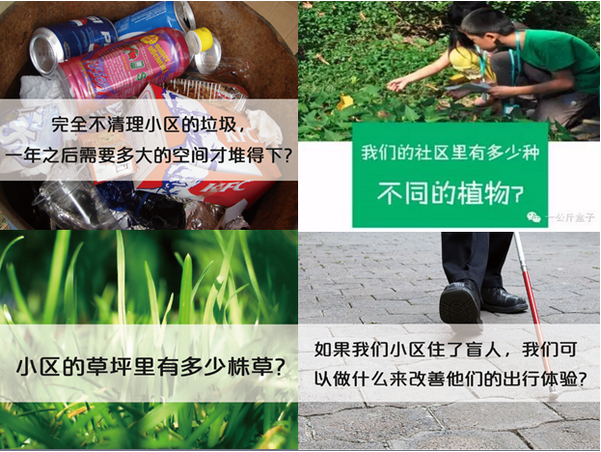 完全不清理小区的垃圾，
一年之后需要多大的空间才堆得下?
KFC
我们的社区里有多少种
不同的植物?
一公斤盒子
小区的草坪里有多少株草?
如果我们小区住了盲人，我们可
以做什么来改善他们的出行体验?